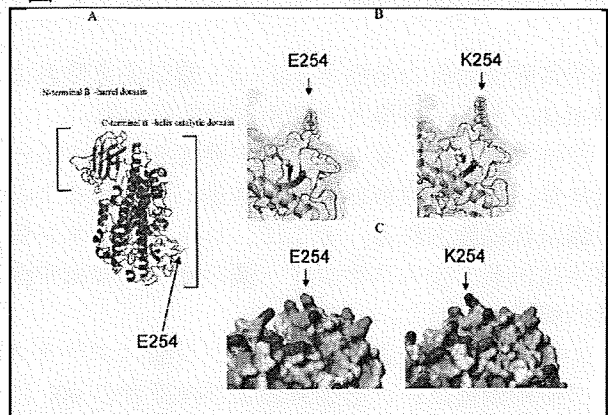 A
B
E254
K254
N-terminal B -barrel domain
C-terminal α -helix catalytic domain
C
E254
K254
E254